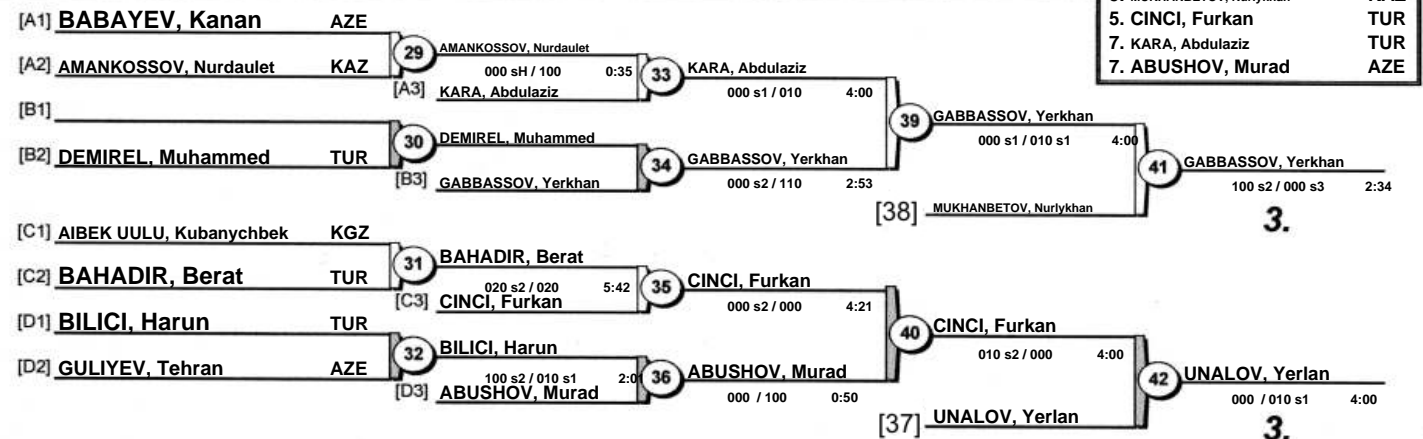 5. CINCI, Furkan TUR
7. KARA, Abdulaziz TUR
7. ABUSHOV, Murad AZE
[A1] BABAYEV, Kanan AZE
[A2] AMANKOSSOV, Nurdaulet KAZ
29 AMANKOSSOV, Nurdaulet
000 sH / 100 0:35
[A3] KARA, Abdulaziz
33 KARA, Abdulaziz
000 s1 / 010 4:00
[B1]
[B2] DEMIREL, Muhammed TUR
30 DEMIREL, Muhammed
[B3] GABBASSOV, Yerkhan
34 GABBASSOV, Yerkhan
000 s2 / 110 2:53
39 GABBASSOV, Yerkhan
000 s1 / 010 s1 4:00
[38] MUKHANBETOV, Nurlykhan
41 GABBASSOV, Yerkhan
100 s2 / 000 s3 2:34
3.
[C1] AIBEK UULU, Kubanychbek KGZ
[C2] BAHADIR, Berat TUR
31 BAHADIR, Berat
020 s2 / 020 5:42
[C3] CINCI, Furkan
35 CINCI, Furkan
000 s2 / 000 4:21
[D1] BILICI, Harun TUR
[D2] GULIYEV, Tehran AZE
32 BILICI, Harun
100 s2 / 010 s1 2:01
[D3] ABUSHOV, Murad
36 ABUSHOV, Murad
000 / 100 0:50
40 CINCI, Furkan
010 s2 / 000 4:00
[37] UNALOV, Yerlan
42 UNALOV, Yerlan
000 / 010 s1 4:00
3.